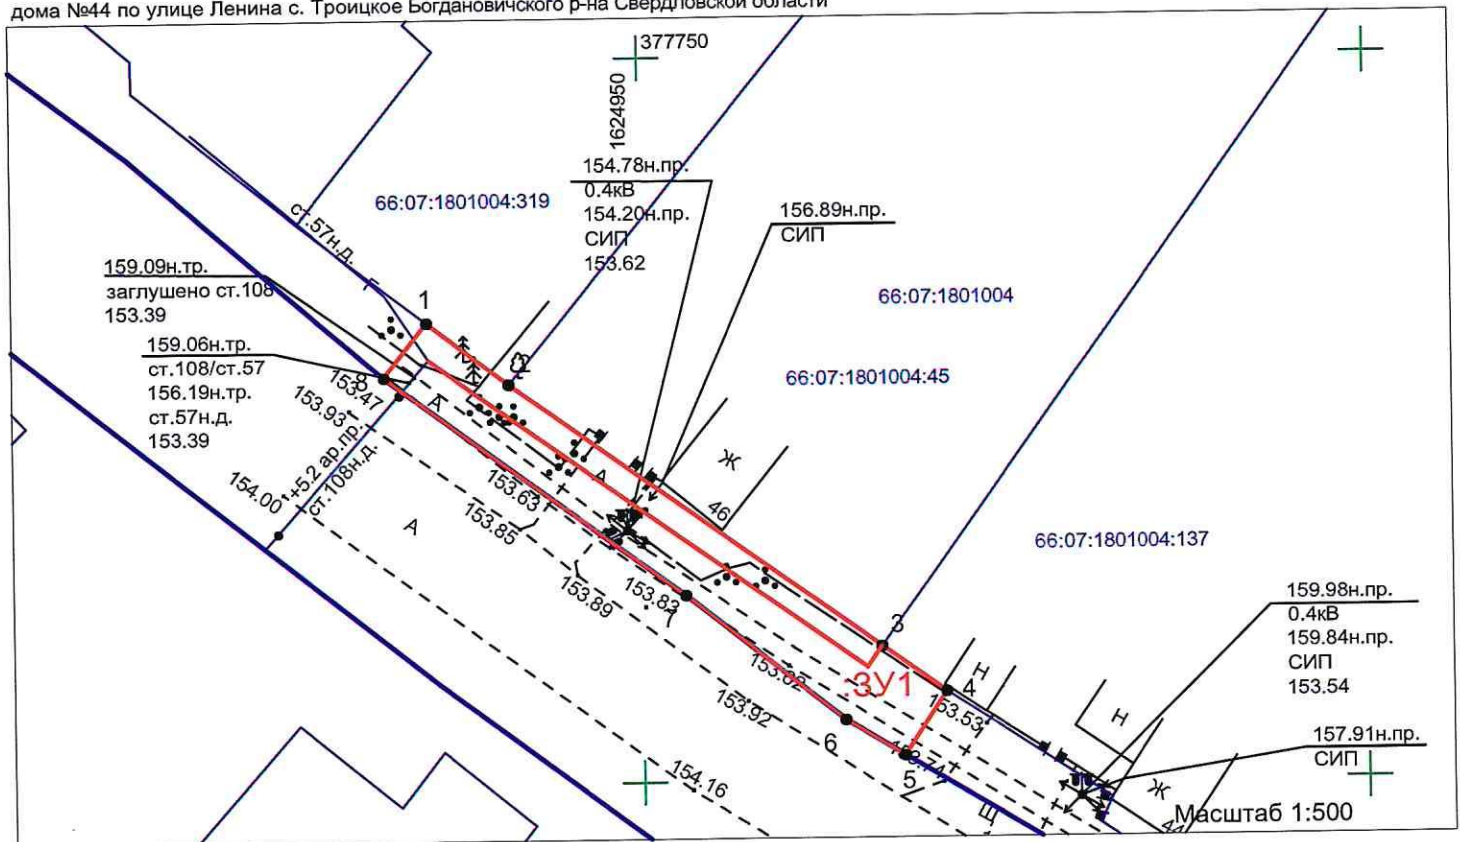 дома №44 по улице Ленина с. Троицкое Богдановичского р-на Свердловской области
377750
1624950
154.78н.пр.
0.4кВ
154.20н.пр.
СИП
153.62
156.89н.пр.
СИП
66:07:1801004:319
ст.57н.д.
159.09н.тр.
заглушено ст.108
153.39
66:07:1801004
1
159.06н.тр.
ст.108/ст.57
156.19н.тр.
ст.57н.д.
153.39
2
66:07:1801004:45
8
153.47
153.93
А
+5.2 ар.пр.
ст.108н.д.
154.00
А
153.63
153.85
А
Ж
46
66:07:1801004:137
153.89
153.83
7
3
159.98н.пр.
0.4кВ
159.84н.пр.
СИП
153.54
:ЗУ1
4
Н
153.53
153.62
153.92
6
153.74
5
Н
157.91н.пр.
СИП
154.16
Щ
Ж
44
Масштаб 1:500